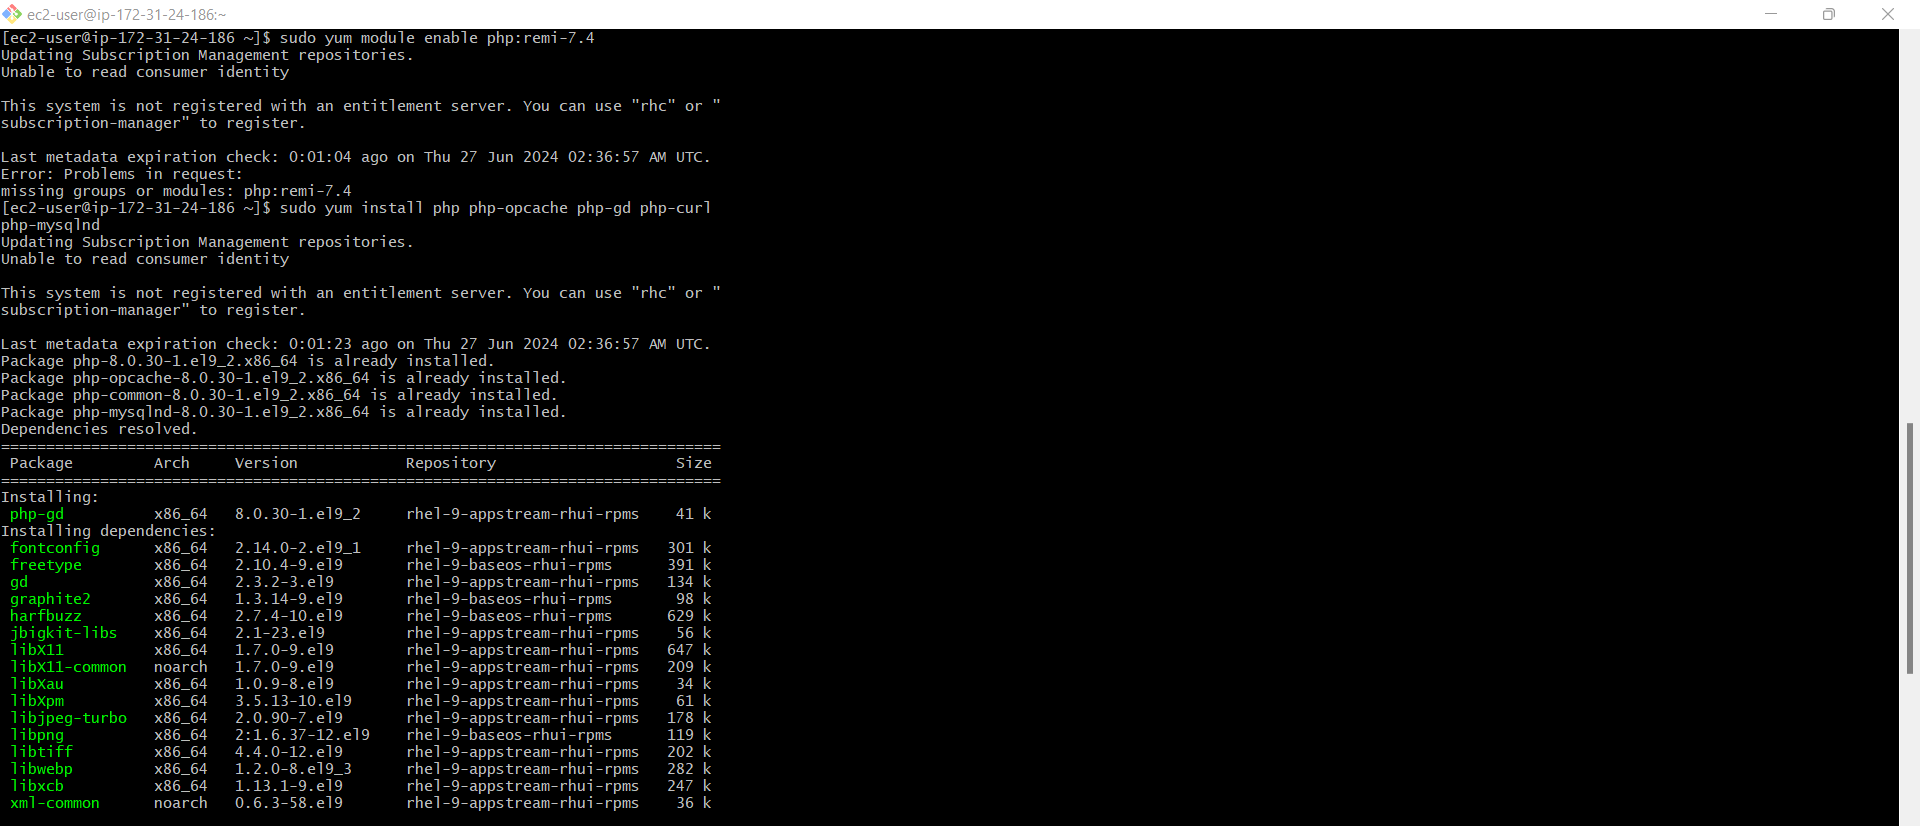 ec2-user@ip-172-31-24-186:~
[ec2-user@ip-172-31-24-186 ~]$ sudo yum module enable php:remi-7.4
Updating Subscription Management repositories.
Unable to read consumer identity
This system is not registered with an entitlement server. You can use "rhc" or "
subscription-manager" to register.
Last metadata expiration check: 0:01:04 ago on Thu 27 Jun 2024 02:36:57 AM UTC.
Error: Problems in request:
missing groups or modules: php:remi-7.4
[ec2-user@ip-172-31-24-186 ~]$ sudo yum install php php-opcache php-gd php-curl
php-mysqlnd
Updating Subscription Management repositories.
Unable to read consumer identity
This system is not registered with an entitlement server. You can use "rhc" or "
subscription-manager" to register.
Last metadata expiration check: 0:01:23 ago on Thu 27 Jun 2024 02:36:57 AM UTC.
Package php-8.0.30-1.el9_2.x86_64 is already installed.
Package php-opcache-8.0.30-1.el9_2.x86_64 is already installed.
Package php-common-8.0.30-1.el9_2.x86_64 is already installed.
Package php-mysqlnd-8.0.30-1.el9_2.x86_64 is already installed.
Dependencies resolved.
================================================================================
 Package         Arch     Version            Repository                    Size
================================================================================
Installing:
 php-gd          x86_64   8.0.30-1.el9_2     rhel-9-appstream-rhui-rpms    41 k
Installing dependencies:
 fontconfig      x86_64   2.14.0-2.el9_1     rhel-9-appstream-rhui-rpms   301 k
 freetype        x86_64   2.10.4-9.el9       rhel-9-baseos-rhui-rpms      391 k
 gd              x86_64   2.3.2-3.el9        rhel-9-appstream-rhui-rpms   134 k
 graphite2       x86_64   1.3.14-9.el9       rhel-9-baseos-rhui-rpms       98 k
 harfbuzz        x86_64   2.7.4-10.el9       rhel-9-baseos-rhui-rpms      629 k
 jbigkit-libs    x86_64   2.1-23.el9         rhel-9-appstream-rhui-rpms    56 k
 libX11          x86_64   1.7.0-9.el9        rhel-9-appstream-rhui-rpms   647 k
 libX11-common   noarch   1.7.0-9.el9        rhel-9-appstream-rhui-rpms   209 k
 libXau          x86_64   1.0.9-8.el9        rhel-9-appstream-rhui-rpms    34 k
 libXpm          x86_64   3.5.13-10.el9      rhel-9-appstream-rhui-rpms    61 k
 libjpeg-turbo   x86_64   2.0.90-7.el9       rhel-9-appstream-rhui-rpms   178 k
 libpng          x86_64   2:1.6.37-12.el9    rhel-9-baseos-rhui-rpms      119 k
 libtiff         x86_64   4.4.0-12.el9       rhel-9-appstream-rhui-rpms   202 k
 libwebp         x86_64   1.2.0-8.el9_3      rhel-9-appstream-rhui-rpms   282 k
 libxcb          x86_64   1.13.1-9.el9       rhel-9-appstream-rhui-rpms   247 k
 xml-common      noarch   0.6.3-58.el9       rhel-9-appstream-rhui-rpms    36 k